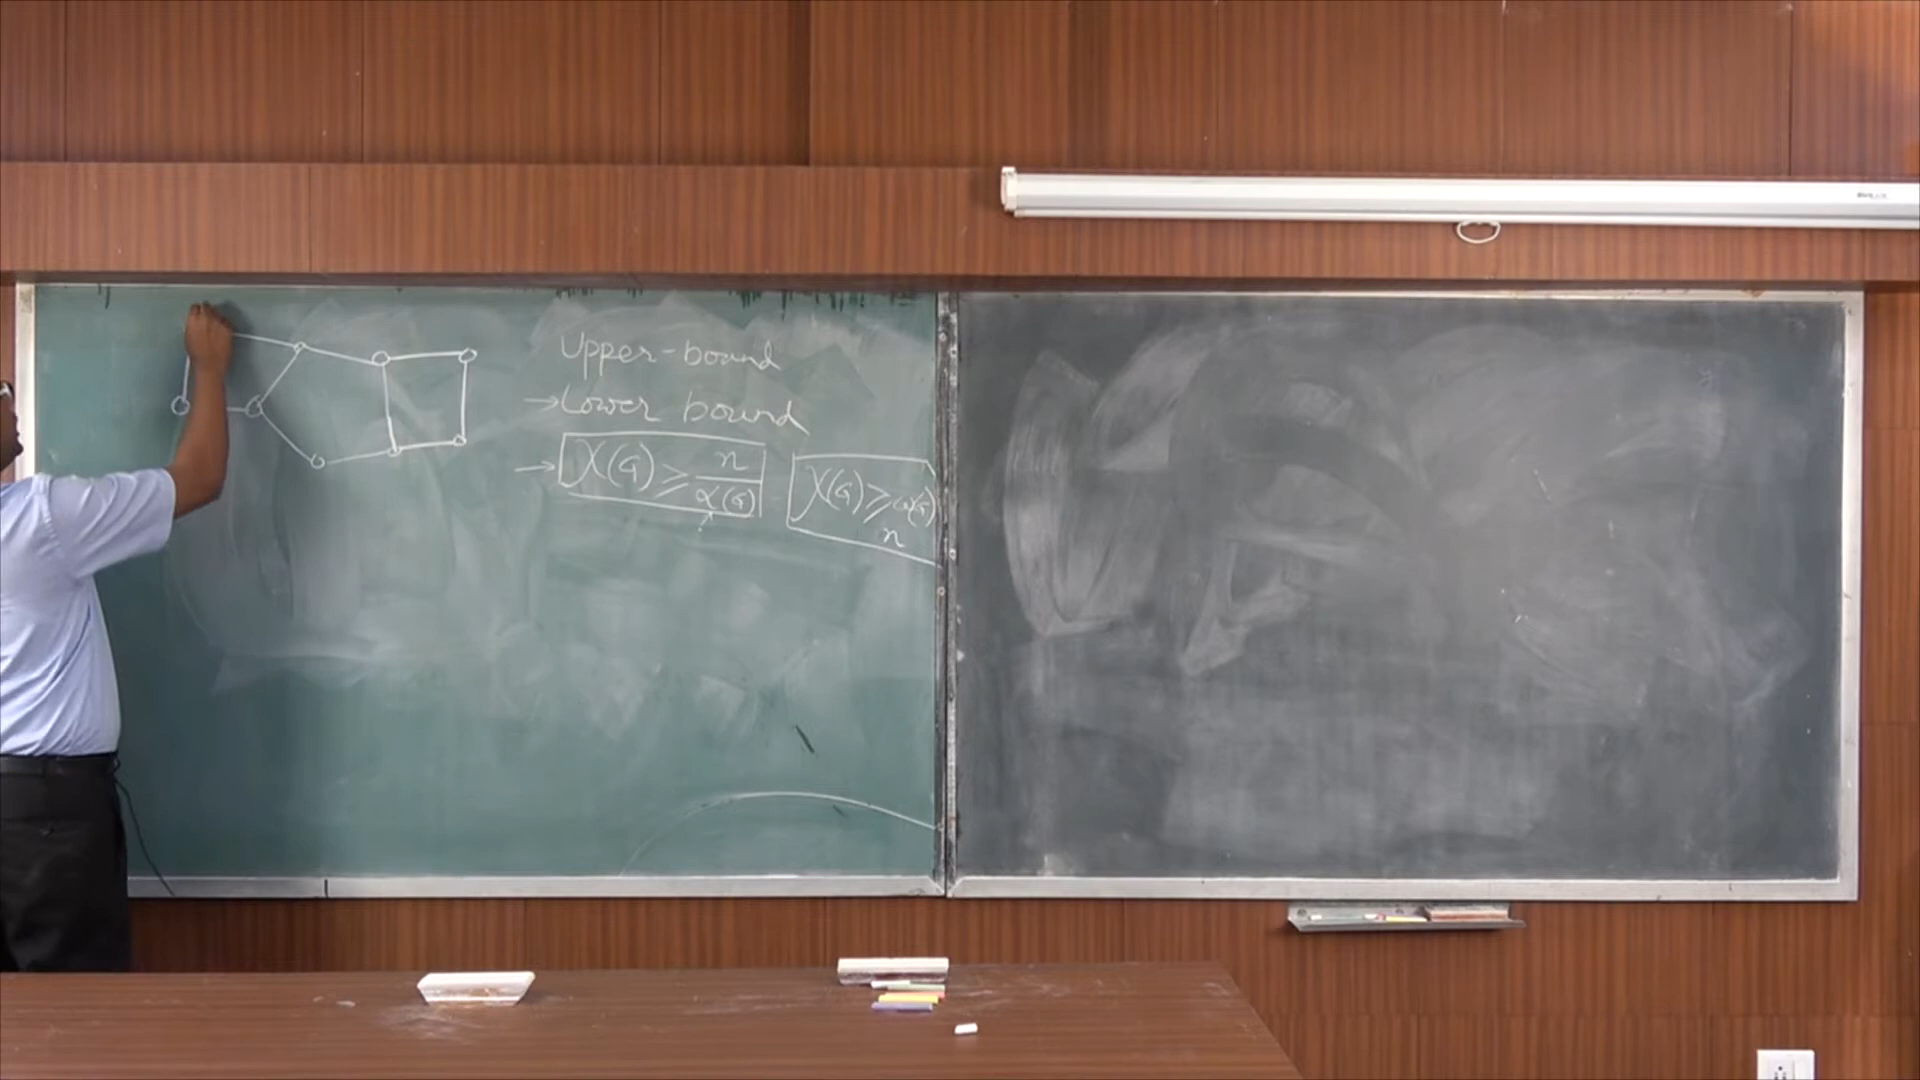 Upper-bound
→ Lower bound
→ χ(G) ≥ n/α(G)
χ(G) ≥ ω(G)
n